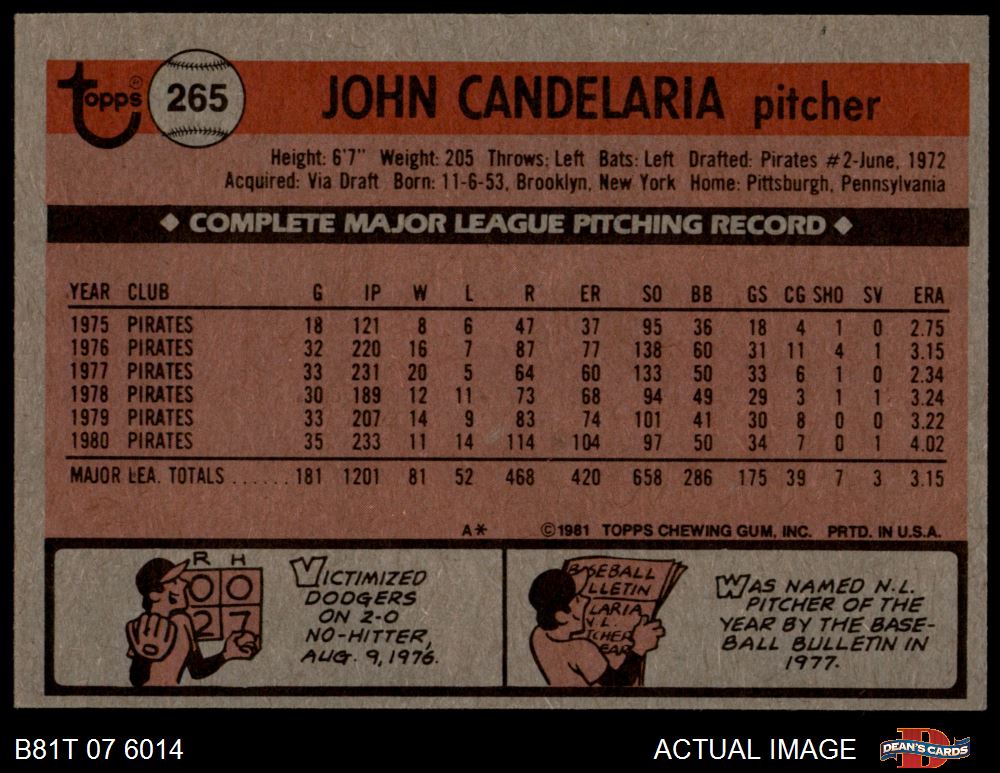 Topps 265 JOHN CANDELARIA pitcher
Height: 6'7" Weight: 205 Throws: Left Bats: Left Drafted: Pirates #2-June, 1972
Acquired: Via Draft Born: 11-6-53, Brooklyn, New York Home: Pittsburgh, Pennsylvania
◆ COMPLETE MAJOR LEAGUE PITCHING RECORD ◆
YEAR CLUB G IP W L R ER SO BB GS CG SHO SV ERA
1975 PIRATES 18 121 8 6 47 37 95 36 18 4 1 0 2.75
1976 PIRATES 32 220 16 7 87 77 138 60 31 11 4 1 3.15
1977 PIRATES 33 231 20 5 64 60 133 50 33 6 1 0 2.34
1978 PIRATES 30 189 12 11 73 68 94 49 29 3 1 1 3.24
1979 PIRATES 33 207 14 9 83 74 101 41 30 8 0 0 3.22
1980 PIRATES 35 233 11 14 114 104 97 50 34 7 0 1 4.02
MAJOR LEA. TOTALS ...... 181 1201 81 52 468 420 658 286 175 39 7 3 3.15
A* ©1981 TOPPS CHEWING GUM, INC. PRTD. IN U.S.A.
R H
0 0
2 7
VICTIMIZED
DODGERS
ON 2-0
NO-HITTER,
AUG. 9, 1976.
BASEBALL
LLETIN
LARIA
N.L.
TCHER
EAR
WAS NAMED N.L.
PITCHER OF THE
YEAR BY THE BASE-
BALL BULLETIN IN
1977.
B81T 07 6014 ACTUAL IMAGE DEAN'S CARDS